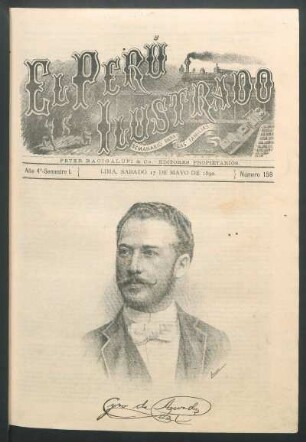 EL PERÚ
ILUSTRADO
SEMANARIO
PETER BACIGALUPI & Co. EDITORES PROPIETARIOS.
Año 4º-Semestre I. LIMA, SÁBADO 17 DE MAYO DE 1890. Número 158